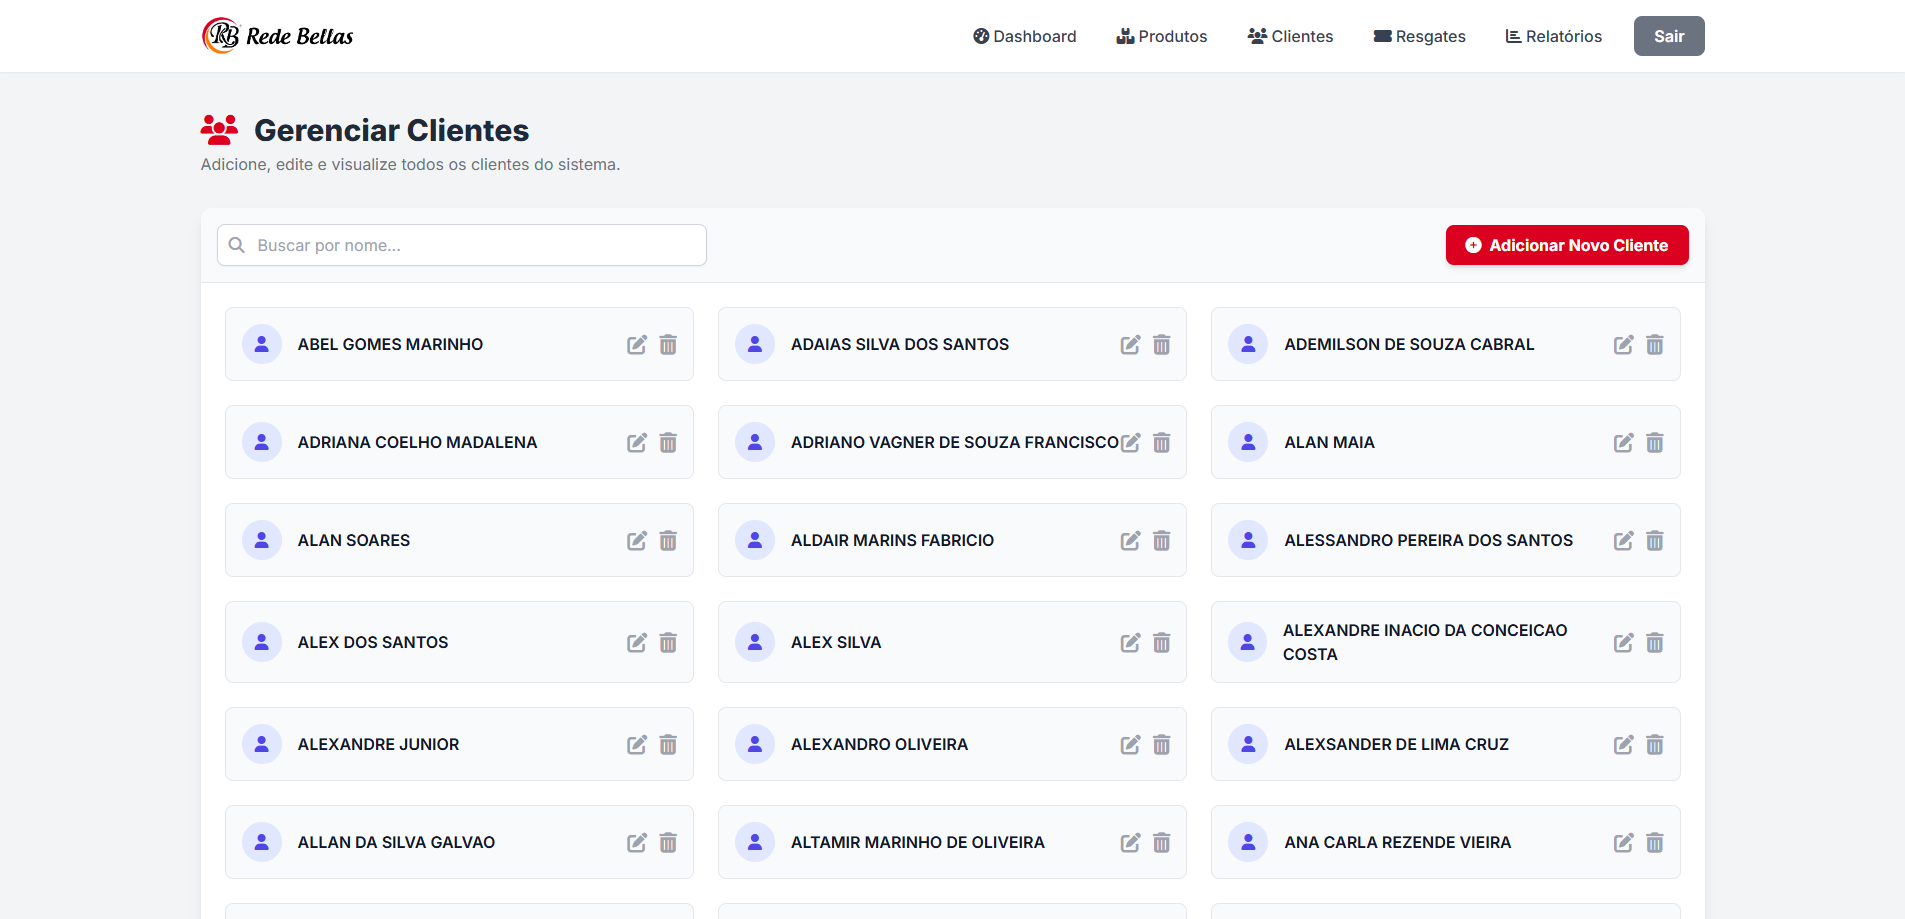 RB Rede Bellas
Dashboard
Produtos
Clientes
Resgates
Relatórios
Sair
Gerenciar Clientes
Adicione, edite e visualize todos os clientes do sistema.
Buscar por nome...
Adicionar Novo Cliente
ABEL GOMES MARINHO
ADAIAS SILVA DOS SANTOS
ADEMILSON DE SOUZA CABRAL
ADRIANA COELHO MADALENA
ADRIANO VAGNER DE SOUZA FRANCISCO
ALAN MAIA
ALAN SOARES
ALDAIR MARINS FABRICIO
ALESSANDRO PEREIRA DOS SANTOS
ALEX DOS SANTOS
ALEX SILVA
ALEXANDRE INACIO DA CONCEICAO
COSTA
ALEXANDRE JUNIOR
ALEXANDRO OLIVEIRA
ALEXSANDER DE LIMA CRUZ
ALLAN DA SILVA GALVAO
ALTAMIR MARINHO DE OLIVEIRA
ANA CARLA REZENDE VIEIRA